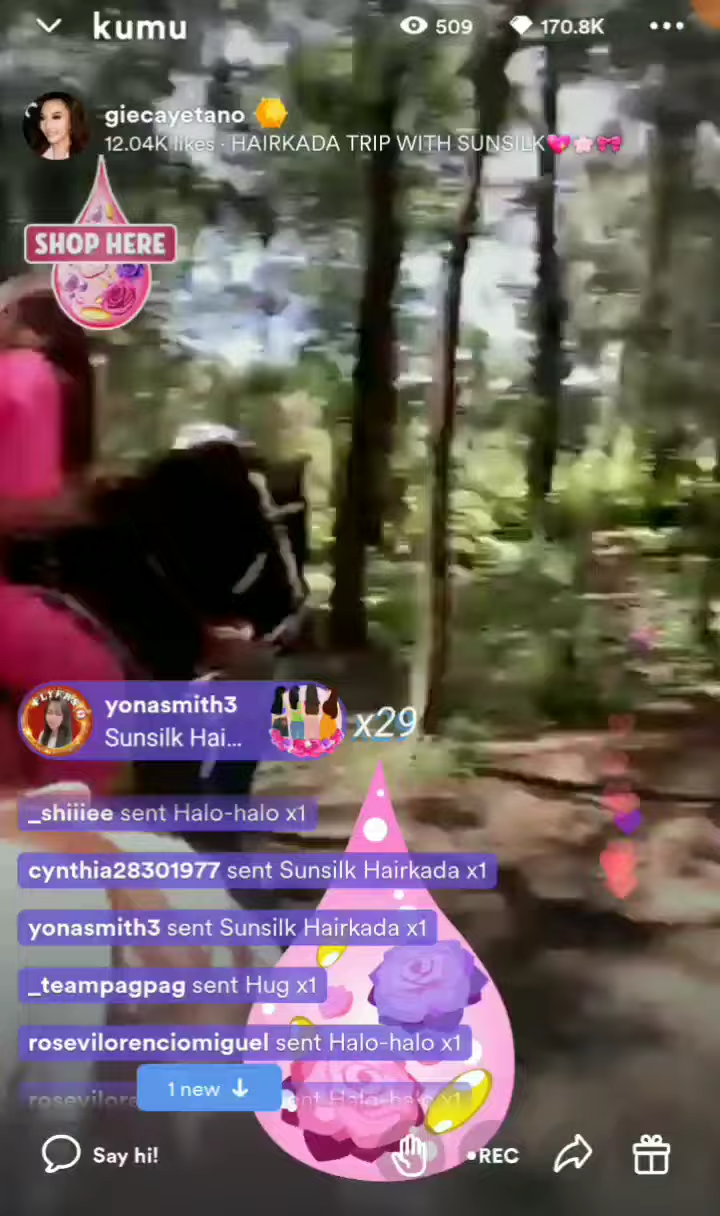 kumu
509
170.8K
giecayetano
12.04K likes · HAIRKADA TRIP WITH SUNSILK
SHOP HERE
yonasmith3
Sunsilk Hai...
x29
_shiiiee sent Halo-halo x1
cynthia28301977 sent Sunsilk Hairkada x1
yonasmith3 sent Sunsilk Hairkada x1
_teampagpag sent Hug x1
rosevilorenciomiguel sent Halo-halo x1
1 new
Say hi!
REC